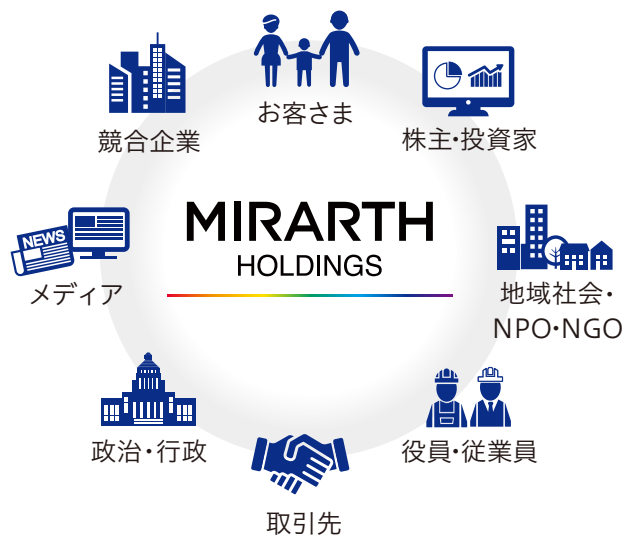 お客さま
競合企業
株主・投資家
MIRARTH
HOLDINGS
NEWS
メディア
地域社会・
NPO・NGO
政治・行政
役員・従業員
取引先